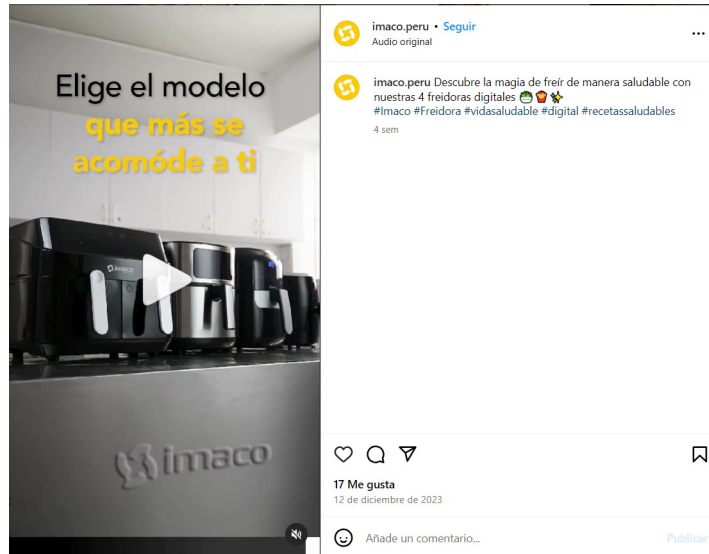 Elige el modelo
que más se
acomóde a ti
imaco
imaco
imaco.peru • Seguir
Audio original
imaco.peru Descubre la magia de freír de manera saludable con
nuestras 4 freidoras digitales
#Imaco #Freidora #vidasaludable #digital #recetassaludables
4 sem
17 Me gusta
12 de diciembre de 2023
Añade un comentario...
Publicar